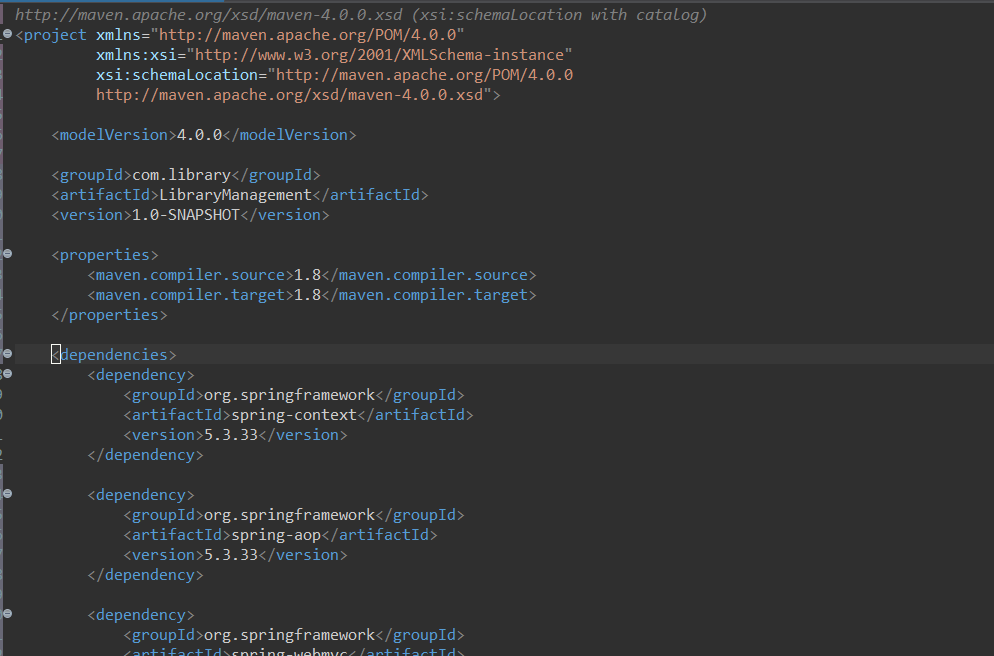 http://maven.apache.org/xsd/maven-4.0.0.xsd (xsi:schemaLocation with catalog)
<project xmlns="http://maven.apache.org/POM/4.0.0"
         xmlns:xsi="http://www.w3.org/2001/XMLSchema-instance"
         xsi:schemaLocation="http://maven.apache.org/POM/4.0.0
         http://maven.apache.org/xsd/maven-4.0.0.xsd">
    <modelVersion>4.0.0</modelVersion>
    <groupId>com.library</groupId>
    <artifactId>LibraryManagement</artifactId>
    <version>1.0-SNAPSHOT</version>
    <properties>
        <maven.compiler.source>1.8</maven.compiler.source>
        <maven.compiler.target>1.8</maven.compiler.target>
    </properties>
    <dependencies>
        <dependency>
            <groupId>org.springframework</groupId>
            <artifactId>spring-context</artifactId>
            <version>5.3.33</version>
        </dependency>
        <dependency>
            <groupId>org.springframework</groupId>
            <artifactId>spring-aop</artifactId>
            <version>5.3.33</version>
        </dependency>
        <dependency>
            <groupId>org.springframework</groupId>
            <artifactId>spring-webmvc</artifactId>